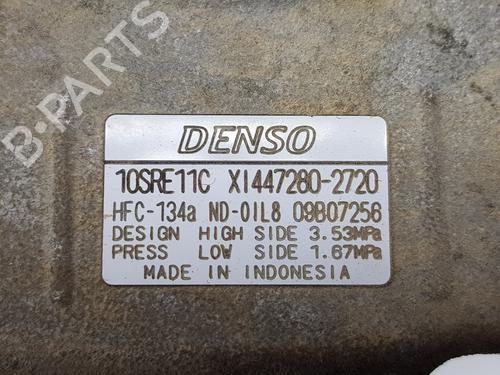 B-PARTS
DENSO
10SRE11C XI447280-2720
HFC-134a ND-OIL8 09B07256
DESIGN HIGH SIDE 3.53MPa
PRESS LOW SIDE 1.67MPa
MADE IN INDONESIA